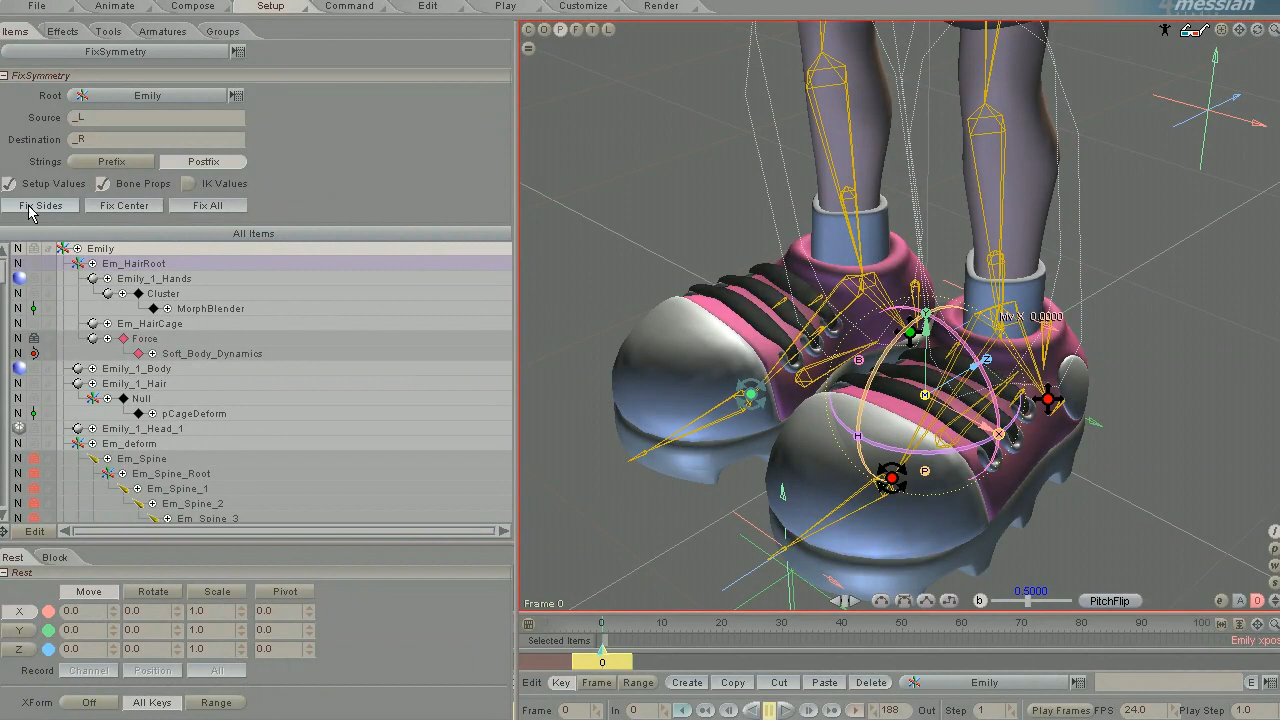 File Animate Compose Setup Command Edit Play Customize Render 4messian
Items Effects Tools Armatures Groups
C O P F T L
FixSymmetry
FixSymmetry
Root Emily
Source _L
Destination _R
Strings Prefix Postfix
Setup Values Bone Props IK Values
Fix Sides Fix Center Fix All
All Items
N Emily
N Em_HairRoot
Emily_1_Hands
N Cluster
N MorphBlender
N Em_HairCage
N Force
N Soft_Body_Dynamics
Emily_1_Body
N Emily_1_Hair
N Null
N pCageDeform
Emily_1_Head_1
N Em_deform
N Em_Spine
N Em_Spine_Root
N Em_Spine_1
N Em_Spine_2
N Em_Spine_3
Edit
Mv X 0.0000
B Z M H X P
Rest Block
Rest
Move Rotate Scale Pivot
X 0.0 0.0 1.0 0.0
Y 0.0 0.0 1.0 0.0
Z 0.0 0.0 1.0 0.0
Record Channel Position All
XForm Off All Keys Range
Frame 0
b 0.5000 PitchFlip e A 0
0 10 20 30 40 50 60 70 80 90 100
Selected Items Emily xpos
0
Edit Key Frame Range Create Copy Cut Paste Delete Emily E
Frame 0 In 0 188 Out Step 1 Play Frames FPS 24.0 Play Step 1.0